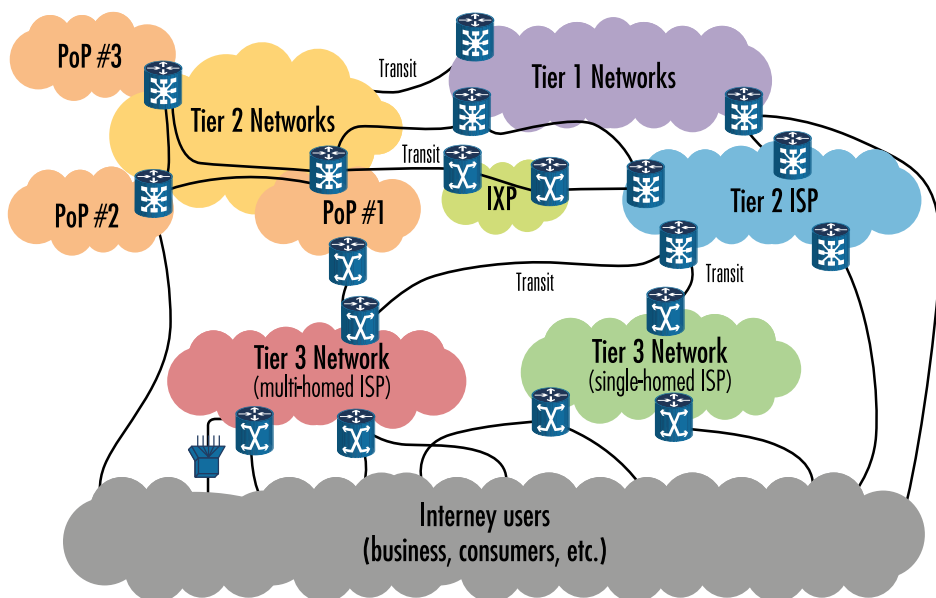 PoP #3
Transit
Tier 1 Networks
Tier 2 Networks
Transit
IXP
PoP #2
PoP #1
Tier 2 ISP
Transit
Transit
Tier 3 Network
(multi-homed ISP)
Tier 3 Network
(single-homed ISP)
Interney users
(business, consumers, etc.)